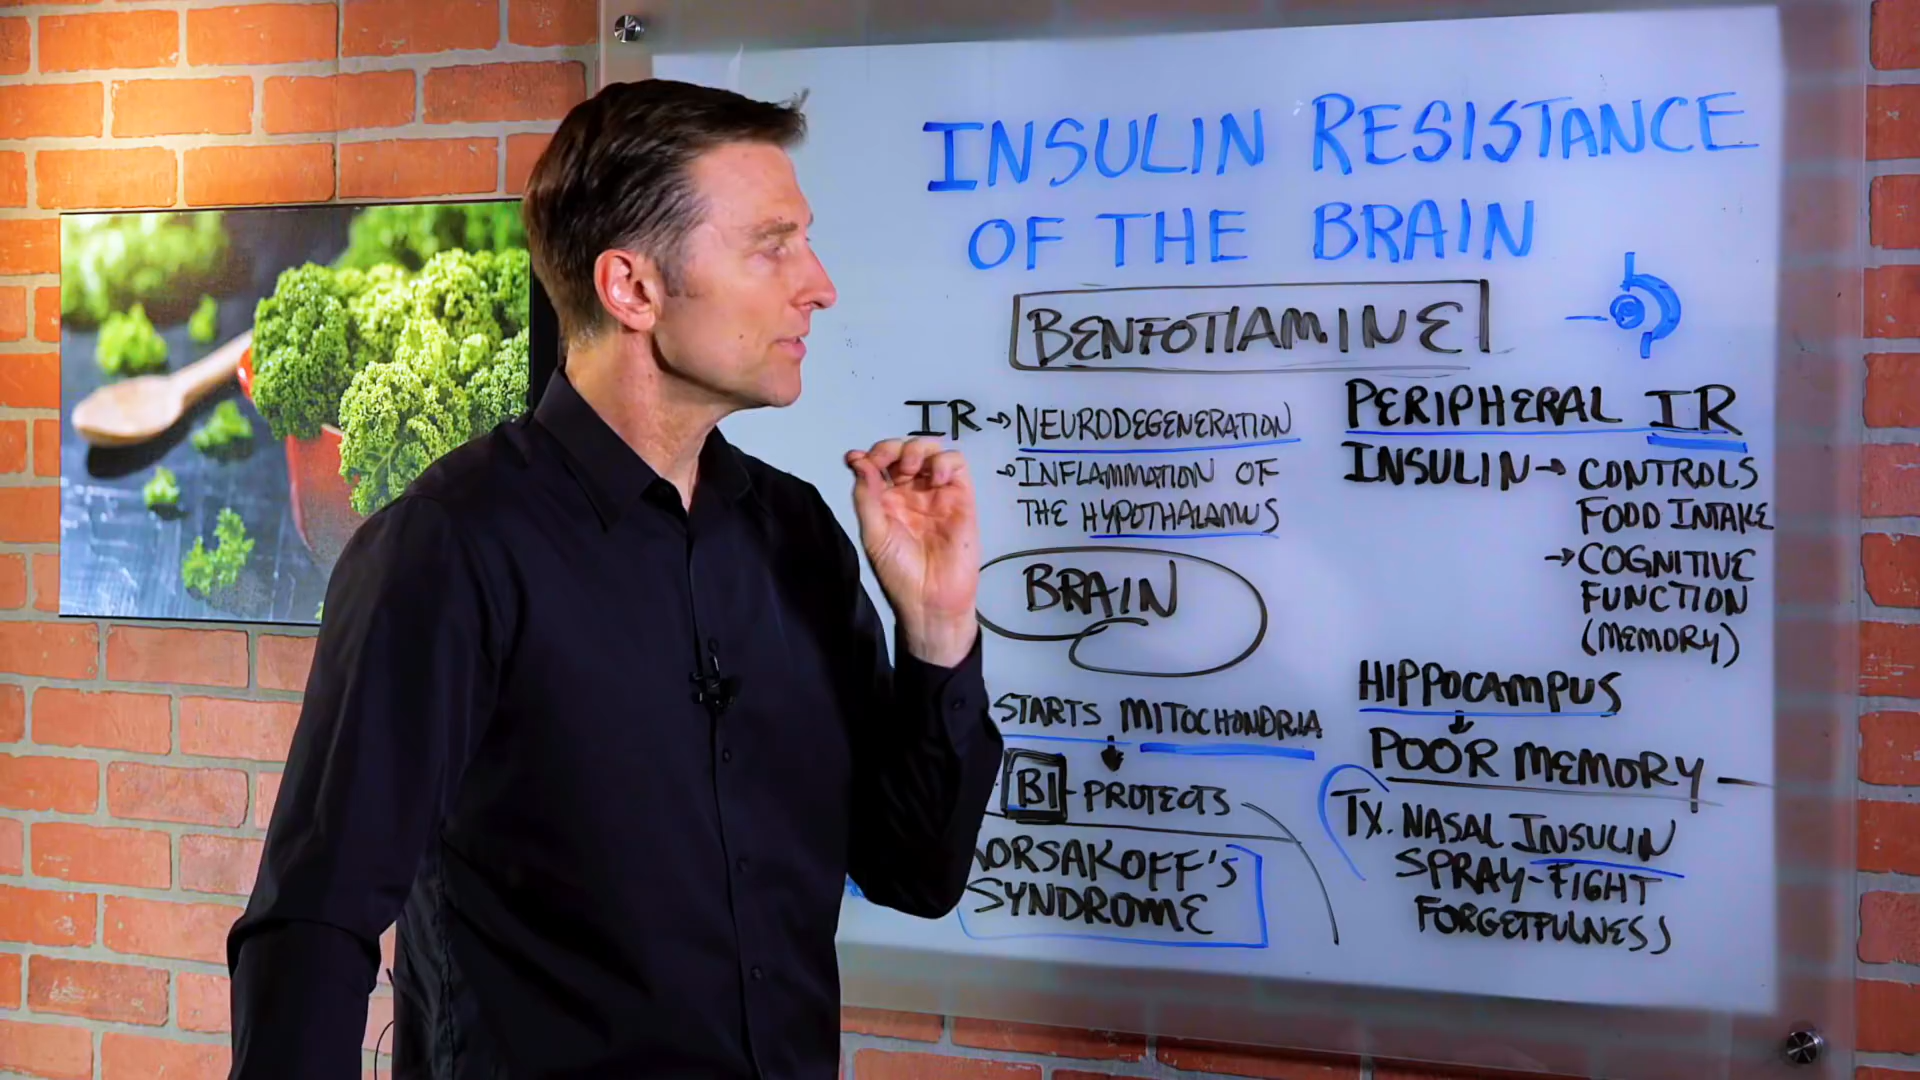 INSULIN RESISTANCE
OF THE BRAIN
BENFOTIAMINE
IR → NEURODEGENERATION
→ INFLAMMATION OF
THE HYPOTHALAMUS
BRAIN
STARTS MITOCHONDRIA
B1 - PROTECTS
KORSAKOFF'S
SYNDROME
PERIPHERAL IR
INSULIN → CONTROLS
FOOD INTAKE
→ COGNITIVE
FUNCTION
(MEMORY)
HIPPOCAMPUS
POOR MEMORY
TX. NASAL INSULIN
SPRAY-FIGHT
FORGETFULNESS